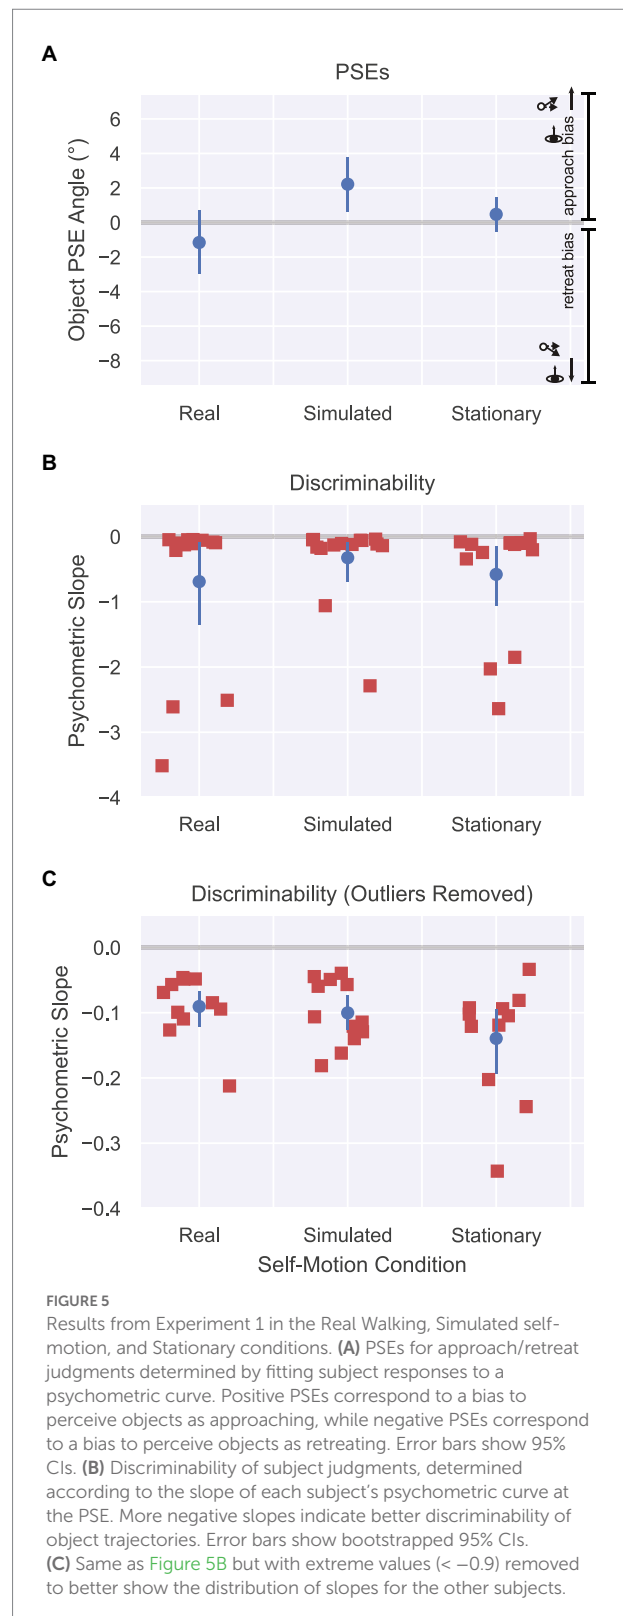 A
PSEs
6
4
2
0
−2
−4
−6
−8
Object PSE Angle (°)
approach bias
retreat bias
Real
Simulated
Stationary
B
Discriminability
0
−1
−2
−3
−4
Psychometric Slope
Real
Simulated
Stationary
C
Discriminability (Outliers Removed)
0.0
−0.1
−0.2
−0.3
−0.4
Psychometric Slope
Real
Simulated
Stationary
Self-Motion Condition
FIGURE 5
Results from Experiment 1 in the Real Walking, Simulated self-
motion, and Stationary conditions. (A) PSEs for approach/retreat
judgments determined by fitting subject responses to a
psychometric curve. Positive PSEs correspond to a bias to
perceive objects as approaching, while negative PSEs correspond
to a bias to perceive objects as retreating. Error bars show 95%
CIs. (B) Discriminability of subject judgments, determined
according to the slope of each subject’s psychometric curve at
the PSE. More negative slopes indicate better discriminability of
object trajectories. Error bars show bootstrapped 95% CIs.
(C) Same as Figure 5B but with extreme values (< −0.9) removed
to better show the distribution of slopes for the other subjects.